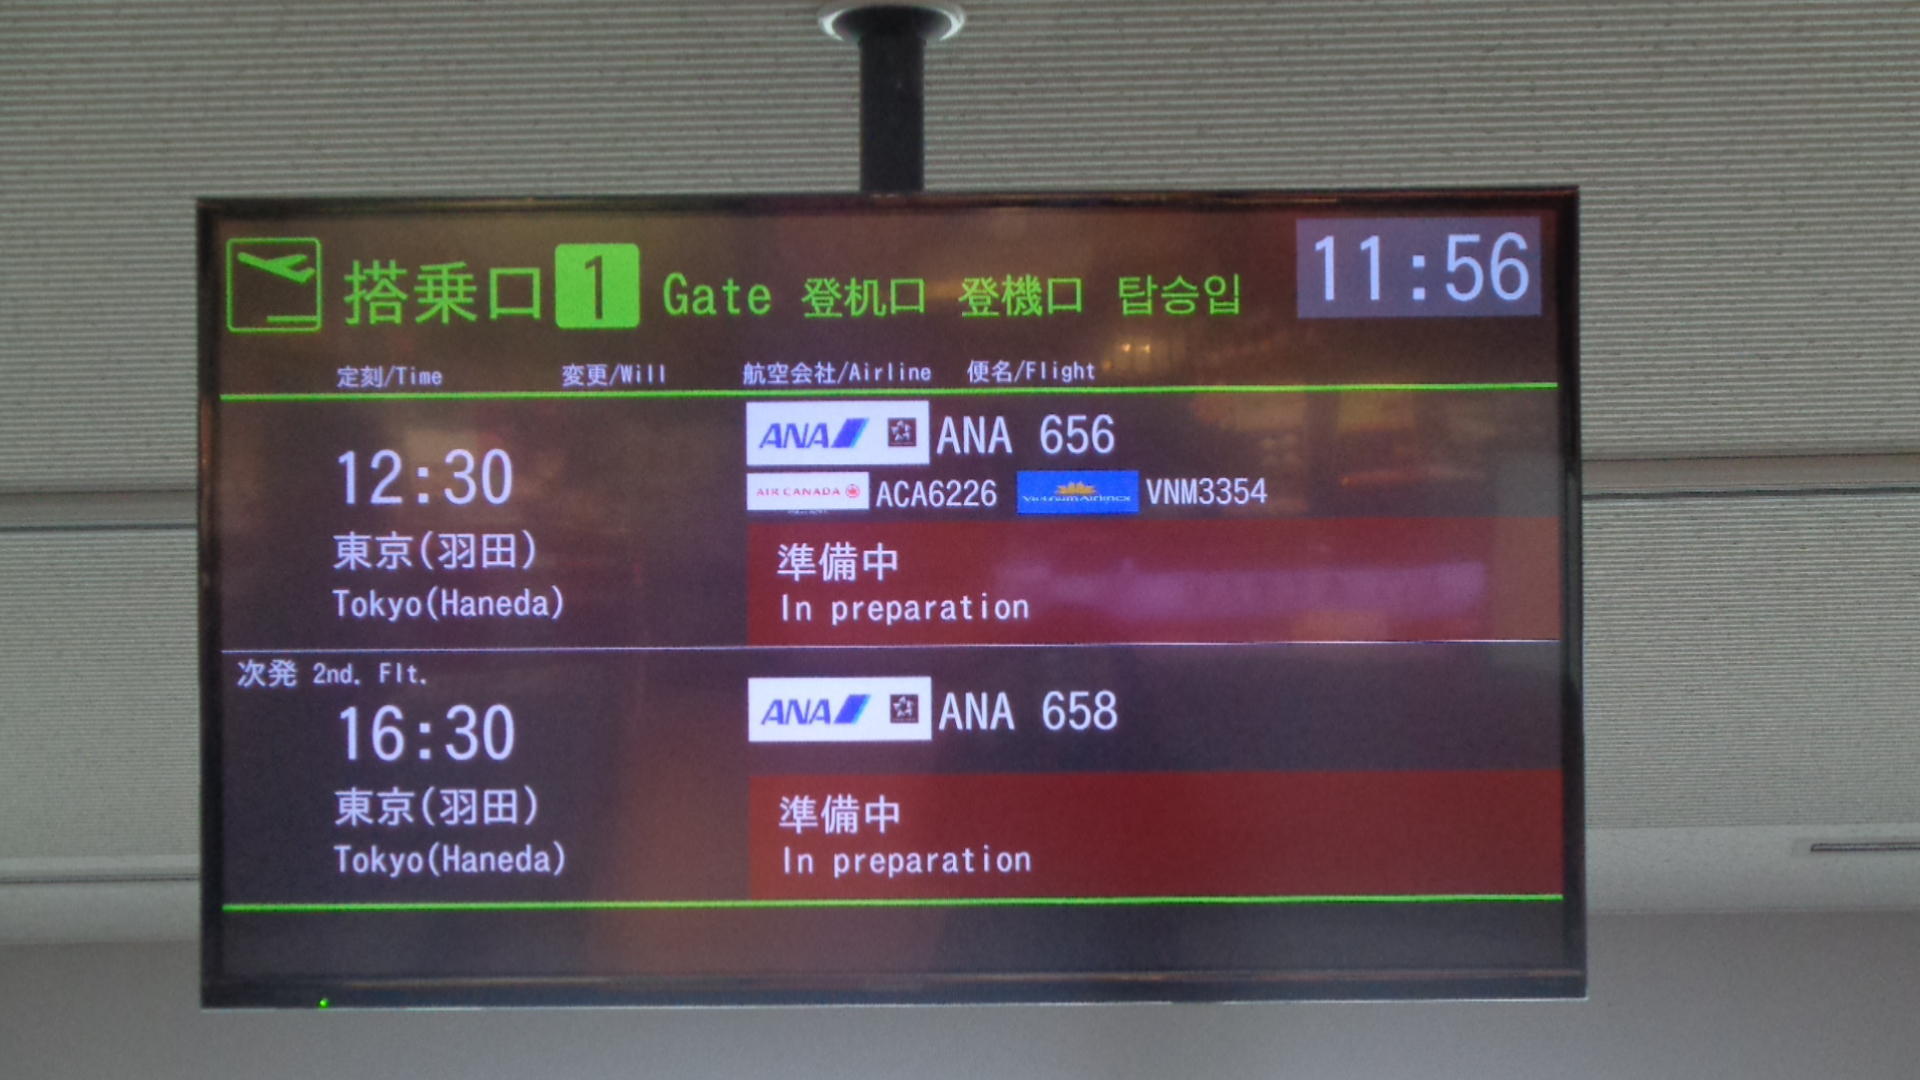 搭乗口 1 Gate 登机口 登機口 탑승입 11:56
定刻/Time 変更/Will 航空会社/Airline 便名/Flight
ANA ANA 656
12:30
AIR CANADA ACA6226 Vietnam Airlines VNM3354
東京(羽田)
準備中
Tokyo(Haneda)
In preparation
次発 2nd. Flt.
ANA ANA 658
16:30
東京(羽田)
準備中
Tokyo(Haneda)
In preparation